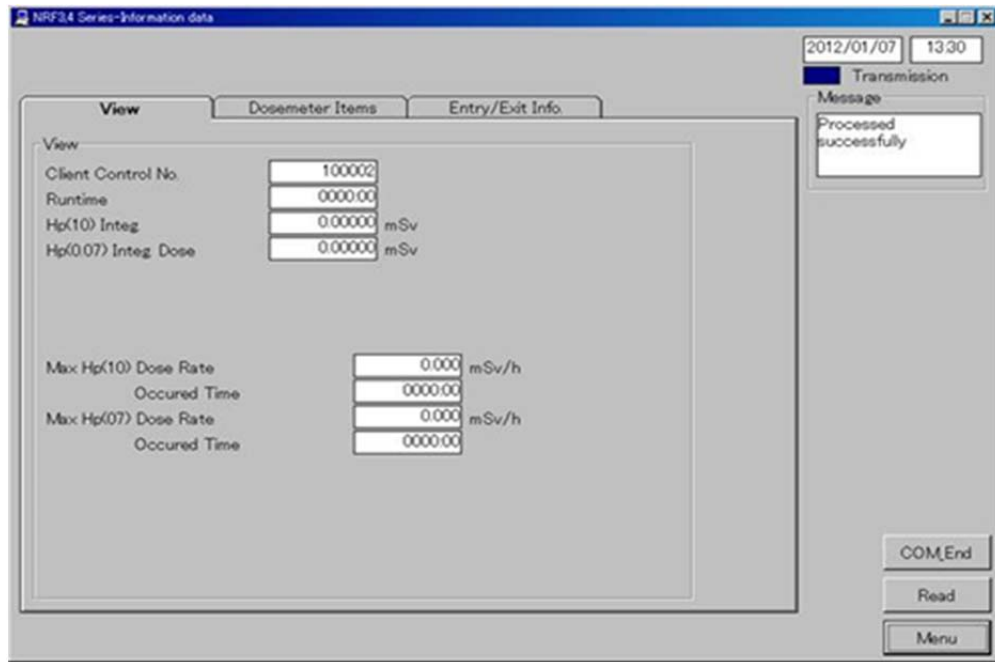 NRF3,4 Series-Information data
2012/01/07 13:30
Transmission
View Dosemeter Items Entry/Exit Info.
Message
Processed
successfully
View
Client Control No. 100002
Runtime 0000:00
Hp(10) Integ. 0.00000 mSv
Hp(0.07) Integ. Dose 0.00000 mSv
Max Hp(10) Dose Rate 0.000 mSv/h
Occured Time 0000:00
Max Hp(07) Dose Rate 0.000 mSv/h
Occured Time 0000:00
COM_End
Read
Menu